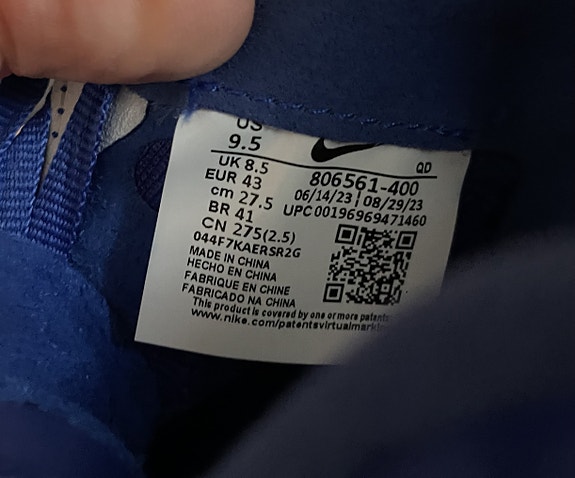 US
9.5
UK 8.5
EUR 43
cm 27.5
BR 41
CN 275(2.5)
044F7KAERSR2G
QD
806561-400
06/14/23 | 08/29/23
UPC 00196969471460
MADE IN CHINA
HECHO EN CHINA
FABRIQUE EN CHINE
FABRICADO NA CHINA
This product is covered by one or more patents
www.nike.com/patentsvirtualmark